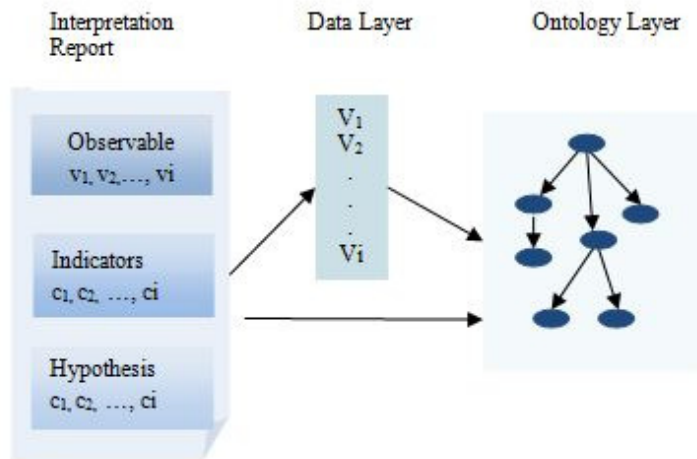 Interpretation
Report
Data Layer
Ontology Layer
Observable
v1, v2,…, vi
Indicators
c1, c2, …, ci
Hypothesis
c1, c2, …, ci
V1
V2
.
.
.
Vi